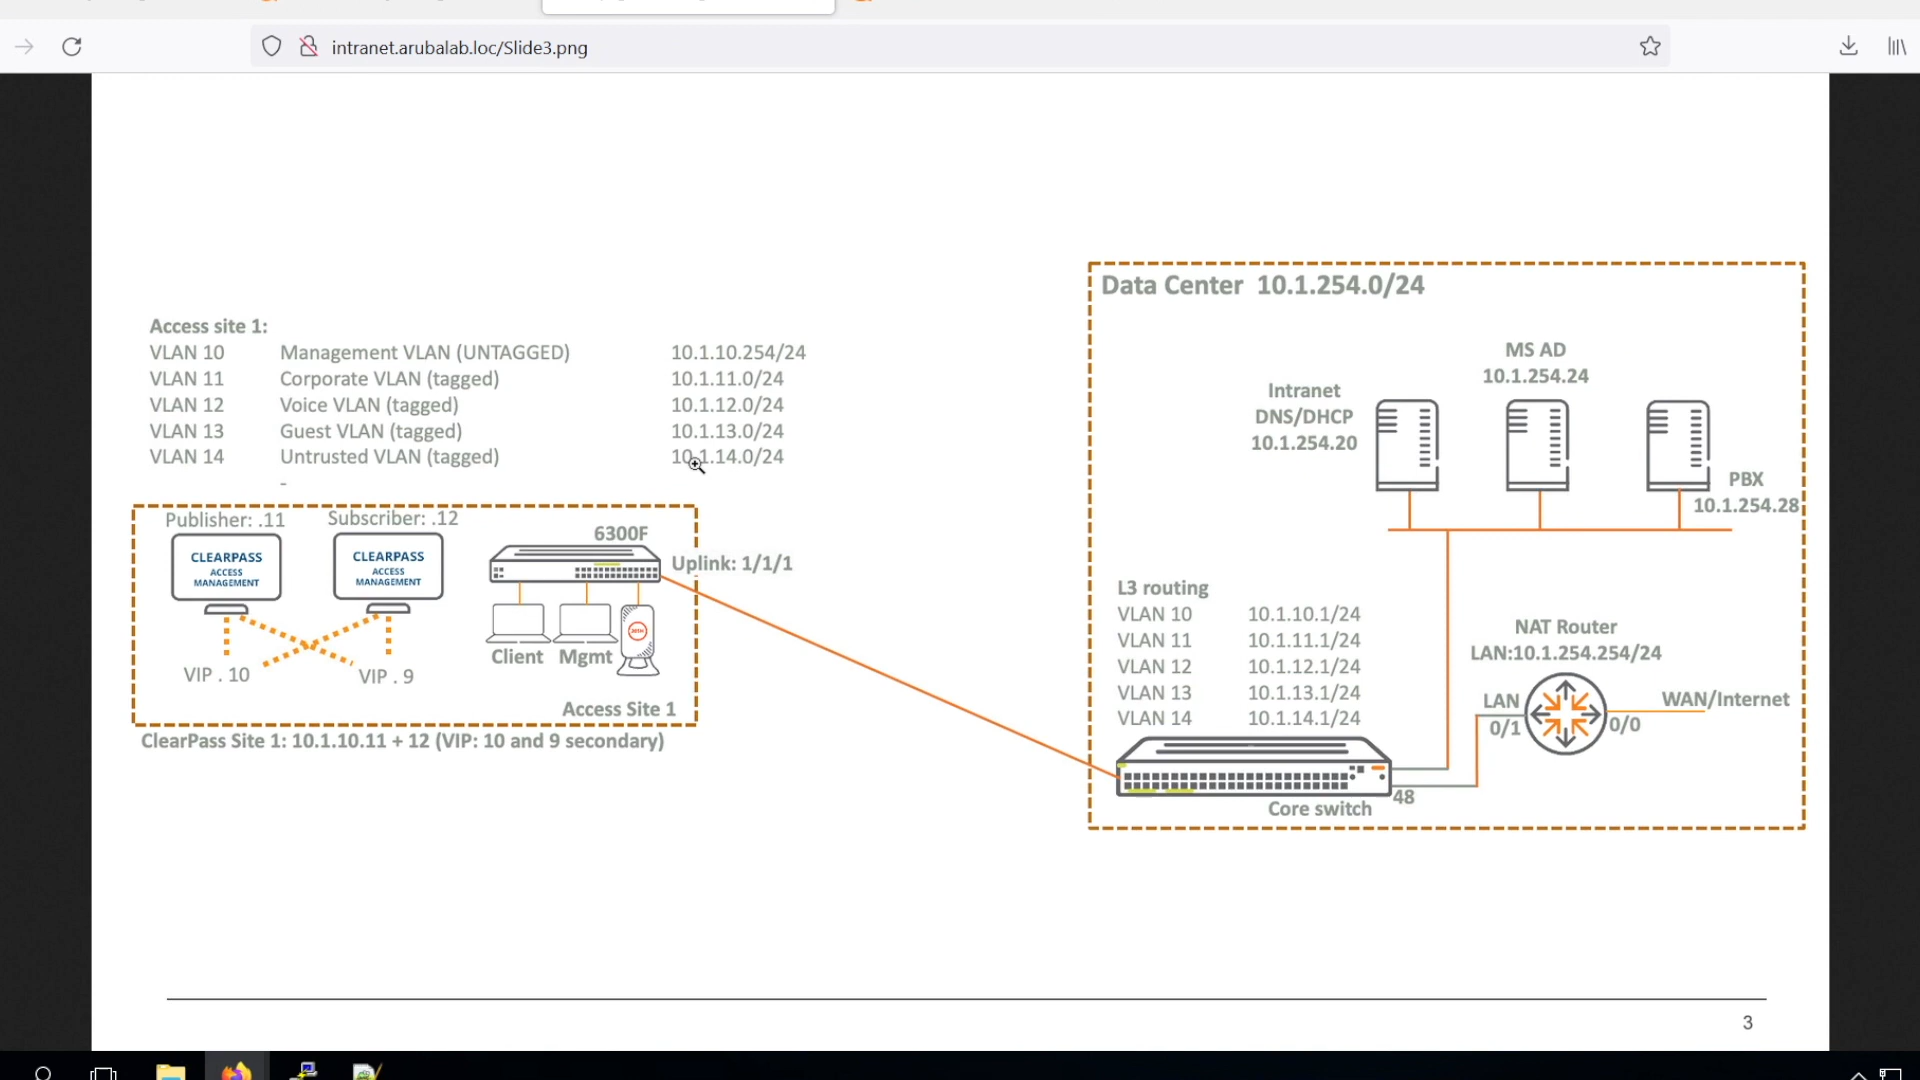 intranet.arubalab.loc/Slide3.png
Access site 1:
VLAN 10 Management VLAN (UNTAGGED) 10.1.10.254/24
VLAN 11 Corporate VLAN (tagged) 10.1.11.0/24
VLAN 12 Voice VLAN (tagged) 10.1.12.0/24
VLAN 13 Guest VLAN (tagged) 10.1.13.0/24
VLAN 14 Untrusted VLAN (tagged) 10.1.14.0/24
-
Publisher: .11
Subscriber: .12
CLEARPASS
ACCESS
MANAGEMENT
CLEARPASS
ACCESS
MANAGEMENT
VIP . 10
VIP . 9
6300F
Uplink: 1/1/1
Client
Mgmt
Access Site 1
ClearPass Site 1: 10.1.10.11 + 12 (VIP: 10 and 9 secondary)
Data Center 10.1.254.0/24
Intranet
DNS/DHCP
10.1.254.20
MS AD
10.1.254.24
PBX
10.1.254.28
L3 routing
VLAN 10 10.1.10.1/24
VLAN 11 10.1.11.1/24
VLAN 12 10.1.12.1/24
VLAN 13 10.1.13.1/24
VLAN 14 10.1.14.1/24
Core switch
48
NAT Router
LAN:10.1.254.254/24
LAN
0/1
WAN/Internet
0/0
3